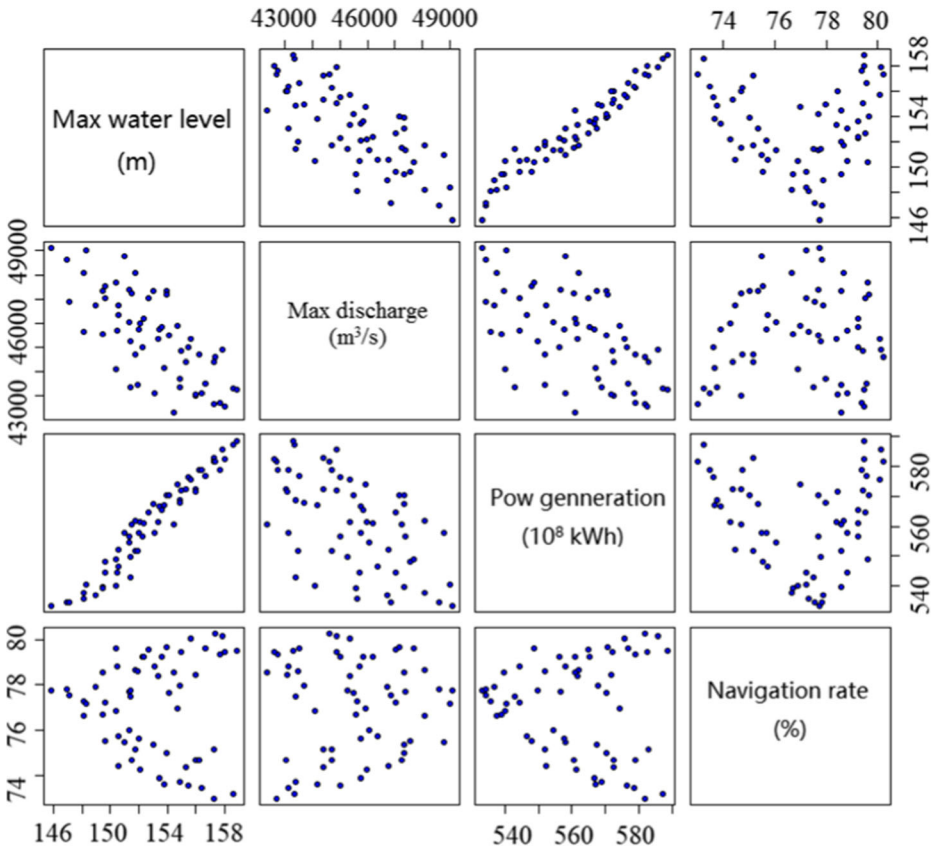 43000 46000 49000
74 76 78 80
Max water level
(m)
146 150 154 158
43000 46000 49000
Max discharge
(m³/s)
Pow genneration
(10⁸ kWh)
540 560 580
74 76 78 80
Navigation rate
(%)
146 150 154 158
540 560 580